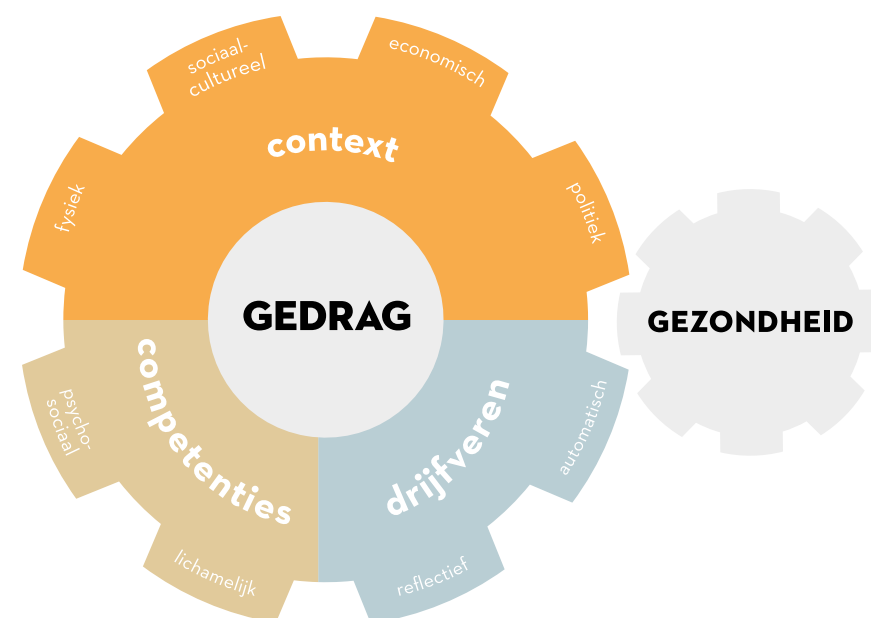 sociaal-
cultureel
economisch
context
fysiek
politiek
GEDRAG
GEZONDHEID
psycho-
sociaal
competenties
drijfveren
automatisch
lichamelijk
reflectief